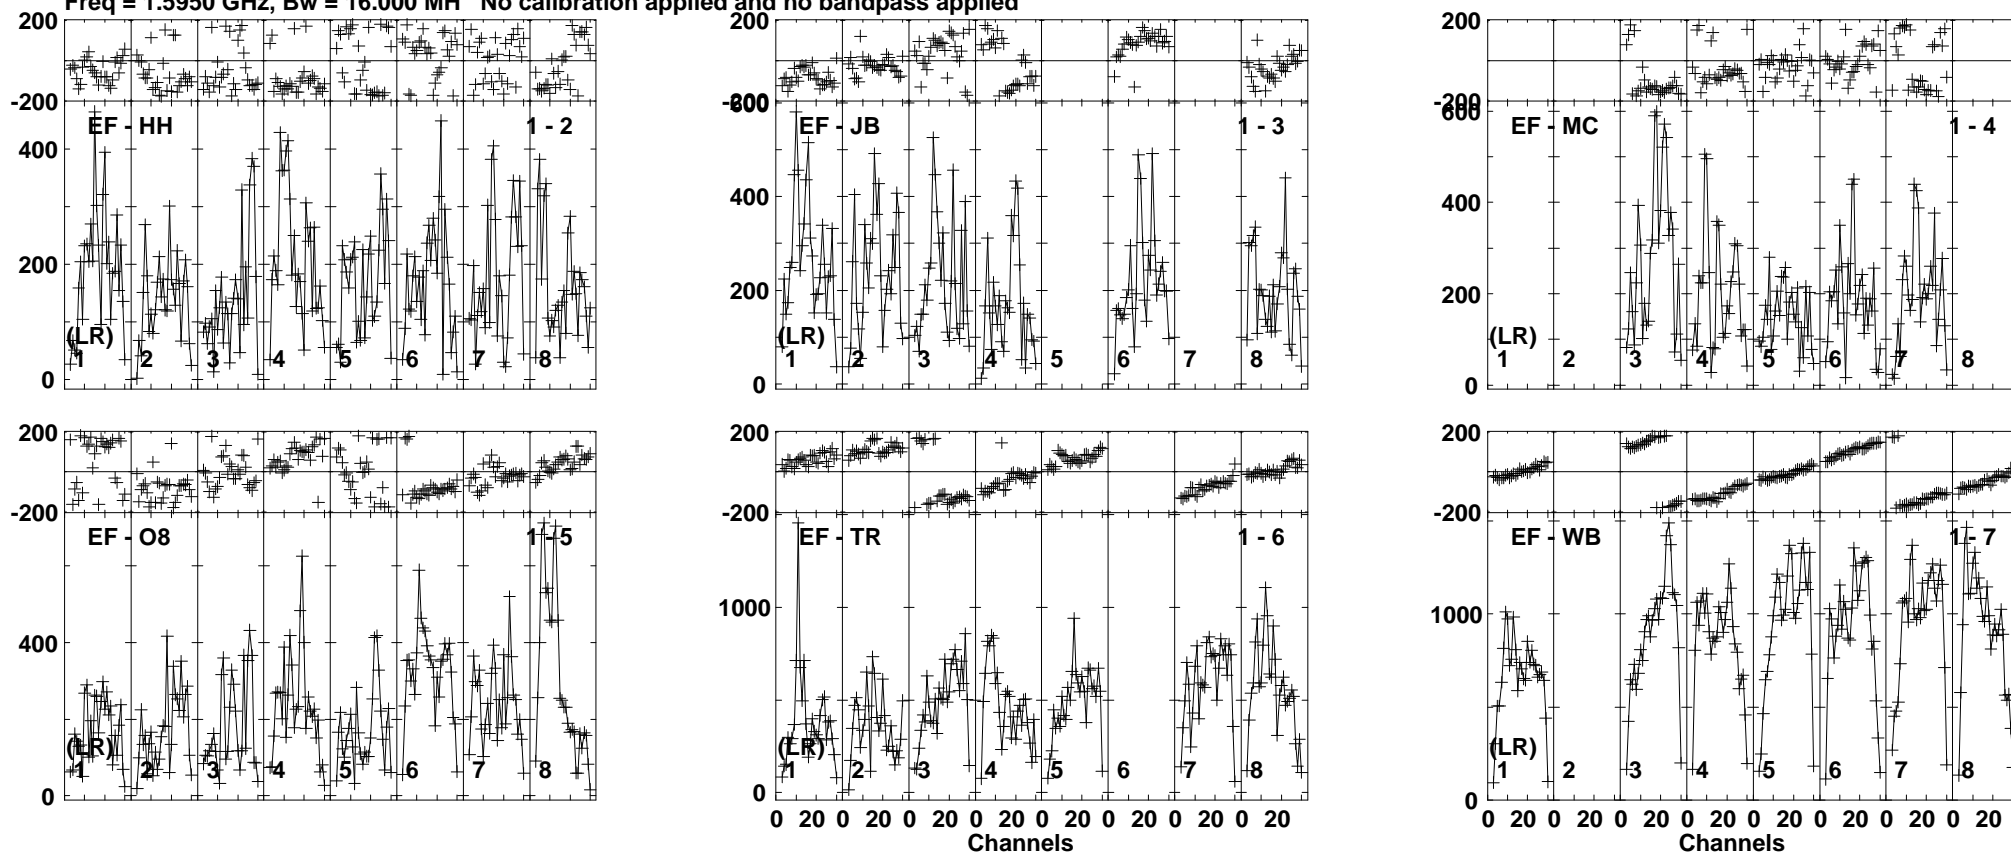 Freq = 1.5950 GHz, Bw = 16.000 MH No calibration applied and no bandpass applied
200
-200
EF - HH
1 - 2
400
200
0
(LR)
1 2 3 4 5 6 7 8
200
-200
600
EF - JB
1 - 3
400
200
0
(LR)
1 2 3 4 5 6 7 8
200
-200
600
EF - MC
1 - 4
400
200
0
(LR)
1 2 3 4 5 6 7 8
200
-200
EF - O8
1 - 5
400
0
(LR)
1 2 3 4 5 6 7 8
200
-200
EF - TR
1 - 6
1000
0
(LR)
1 2 3 4 5 6 7 8
0 20 0 20 0 20 0 20 0 20 0 20 0 20 0 20
Channels
200
-200
EF - WB
1 - 7
1000
0
(LR)
1 2 3 4 5 6 7 8
0 20 0 20 0 20 0 20 0 20 0 20 0 20 0 20
Channels